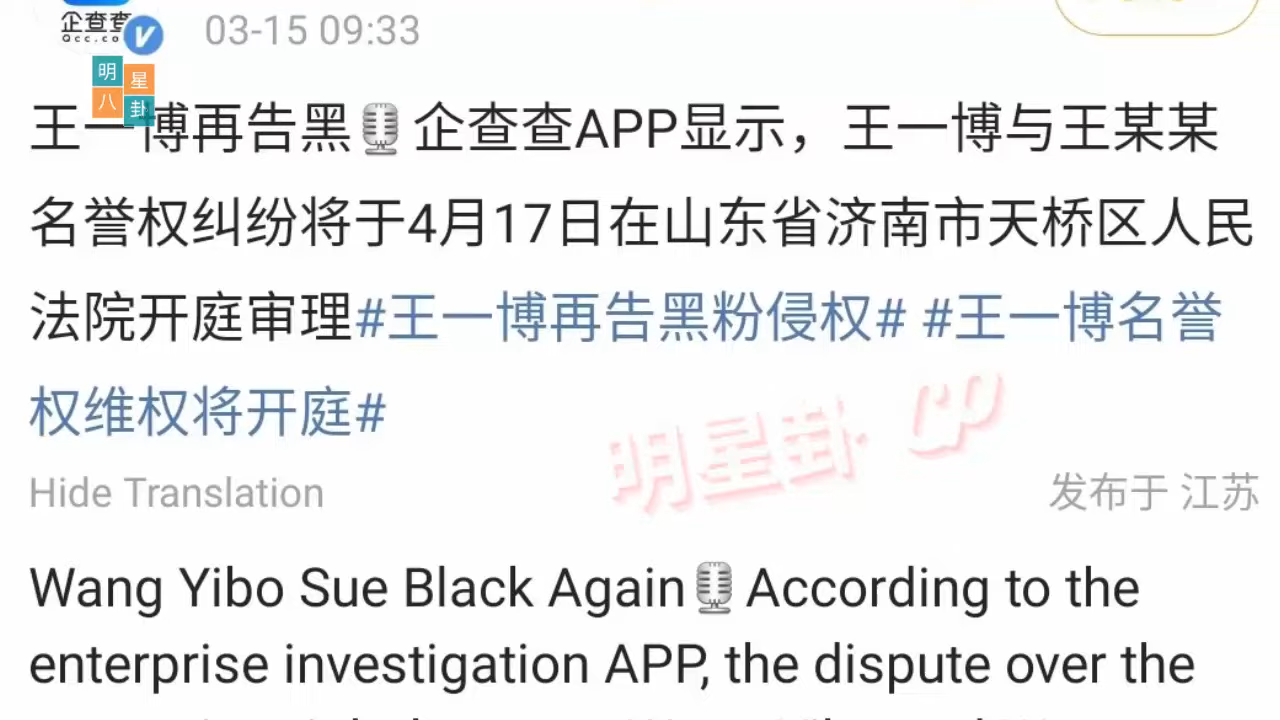 企查查
Qcc.co
03-15 09:33
明星
八卦
王一博再告黑🎙企查查APP显示，王一博与王某某
名誉权纠纷将于4月17日在山东省济南市天桥区人民
法院开庭审理#王一博再告黑粉侵权# #王一博名誉
权维权将开庭#
明星卦
Hide Translation
发布于 江苏
Wang Yibo Sue Black Again🎙According to the
enterprise investigation APP, the dispute over the